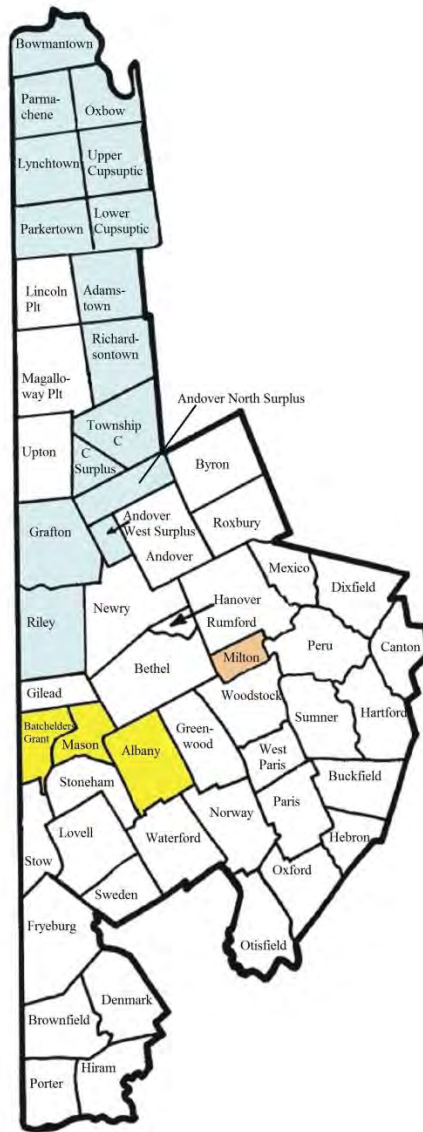 Bowmantown
Parma-
chene
Oxbow
Lynchtown
Upper
Cupsuptic
Parkertown
Lower
Cupsuptic
Lincoln
Plt
Adams-
town
Richard-
sontown
Magallo-
way Plt
Andover North Surplus
Township
C
Upton
C
Surplus
Byron
Grafton
Andover
West Surplus
Andover
Roxbury
Mexico
Dixfield
Riley
Newry
Hanover
Rumford
Peru
Canton
Bethel
Milton
Gilead
Woodstock
Sumner
Hartford
Batchelders
Grant
Mason
Albany
Green-
wood
West
Paris
Buckfield
Stoneham
Norway
Paris
Lovell
Waterford
Hebron
Stow
Sweden
Oxford
Fryeburg
Otisfield
Denmark
Brownfield
Porter
Hiram